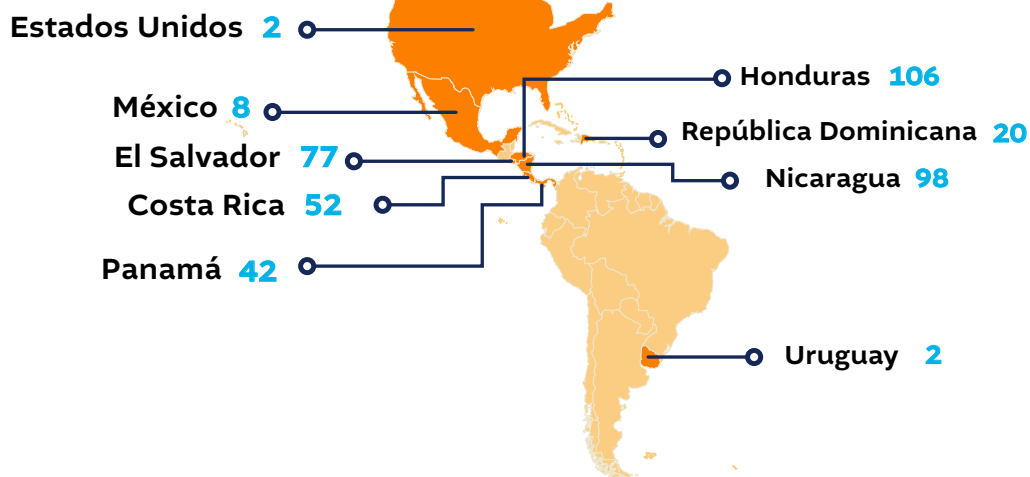 Estados Unidos 2
México 8
El Salvador 77
Costa Rica 52
Panamá 42
Honduras 106
República Dominicana 20
Nicaragua 98
Uruguay 2